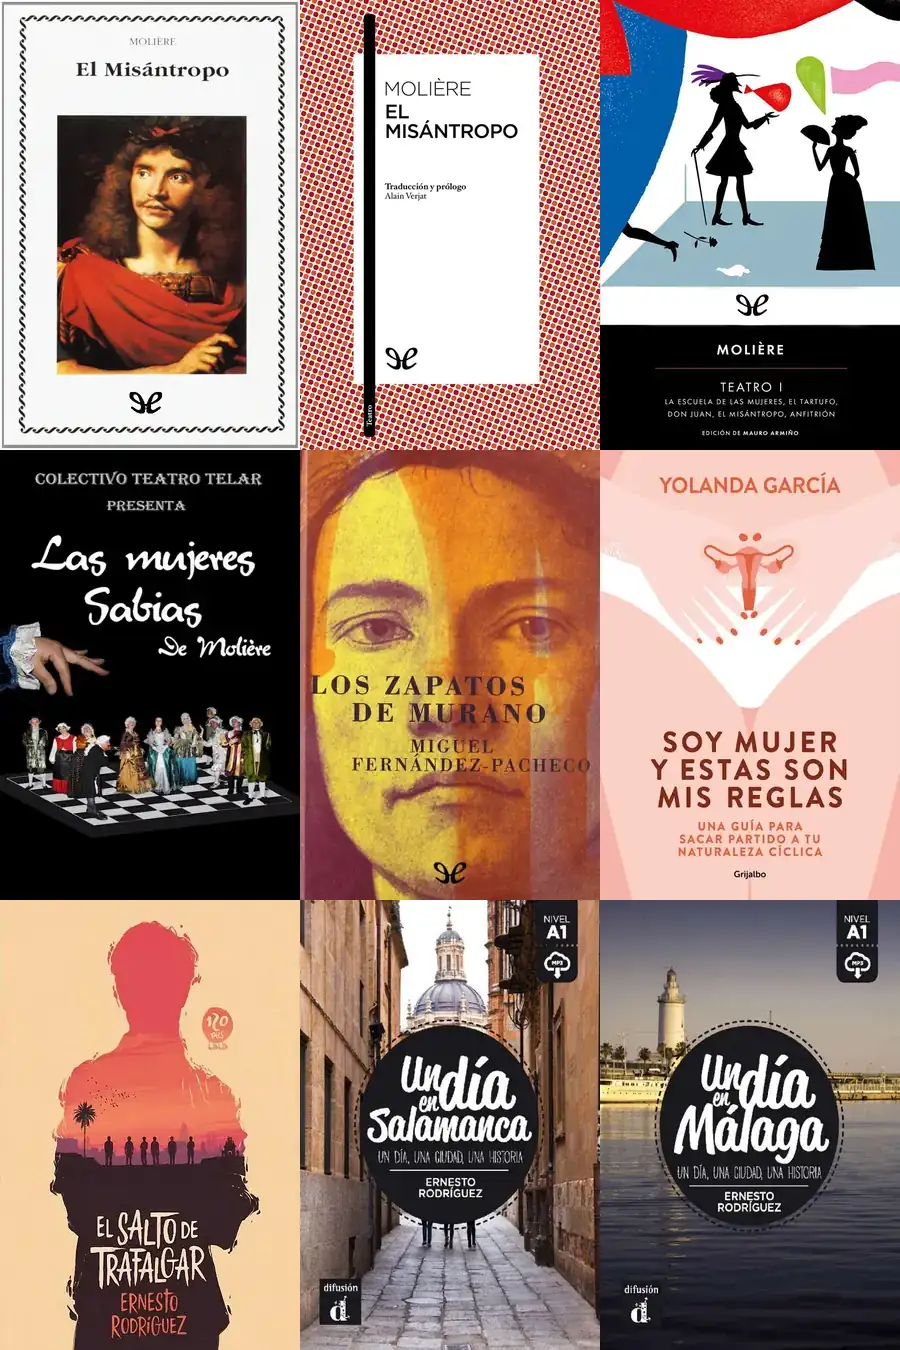 MOLIÈRE
El Misántropo
MOLIÈRE
EL
MISÁNTROPO
Traducción y prólogo
Alain Verjat
Teatro
MOLIÈRE
TEATRO I
LA ESCUELA DE LAS MUJERES, EL TARTUFO,
DON JUAN, EL MISÁNTROPO, ANFITRIÓN
EDICIÓN DE MAURO ARMIÑO
COLECTIVO TEATRO TELAR
PRESENTA
Las mujeres
Sabias
De Molière
LOS ZAPATOS
DE MURANO
MIGUEL
FERNÁNDEZ-PACHECO
YOLANDA GARCÍA
SOY MUJER
Y ESTAS SON
MIS REGLAS
UNA GUÍA PARA
SACAR PARTIDO A TU
NATURALEZA CÍCLICA
Grijalbo
120
EL SALTO DE
TRAFALGAR
ERNESTO
RODRÍGUEZ
NIVEL
A1
MP3
Un día
en
Salamanca
UN DÍA, UNA CIUDAD, UNA HISTORIA
ERNESTO
RODRÍGUEZ
difusión
d
NIVEL
A1
MP3
Un día
en
Málaga
UN DÍA, UNA CIUDAD, UNA HISTORIA
ERNESTO
RODRÍGUEZ
difusión
d